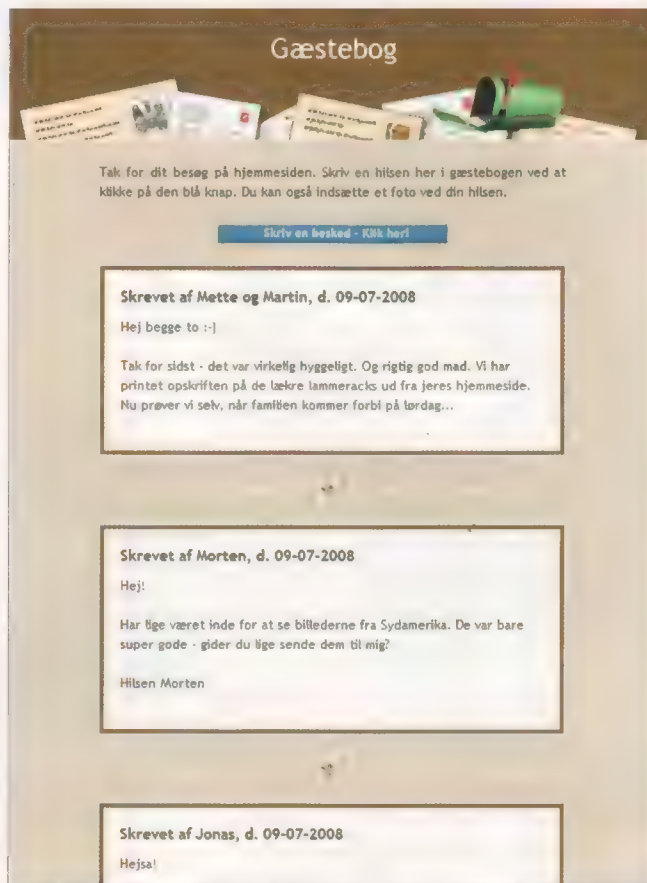 Gæstebog
Tak for dit besøg på hjemmesiden. Skriv en hilsen her i gæstebogen ved at
klikke på den blå knap. Du kan også indsætte et foto ved din hilsen.
Skriv en besked - Klik her!
Skrevet af Mette og Martin, d. 09-07-2008
Hej begge to :-]
Tak for sidst - det var virkelig hyggeligt. Og rigtig god mad. Vi har
printet opskriften på de lækre lammeracks ud fra jeres hjemmeside.
Nu prøver vi selv, når familien kommer forbi på lørdag...
Skrevet af Morten, d. 09-07-2008
Hej!
Har lige været inde for at se billederne fra Sydamerika. De var bare
super gode - gider du lige sende dem til mig?
Hilsen Morten
Skrevet af Jonas, d. 09-07-2008
Hejsa!